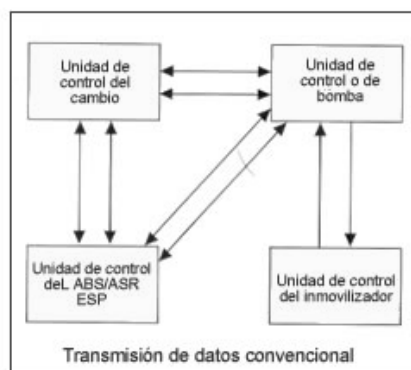 Unidad de
control del
cambio
Unidad de
control o de
bomba
Unidad de control
deL ABS/ASR
ESP
Unidad de control
del inmovilizador
Transmisión de datos convencional